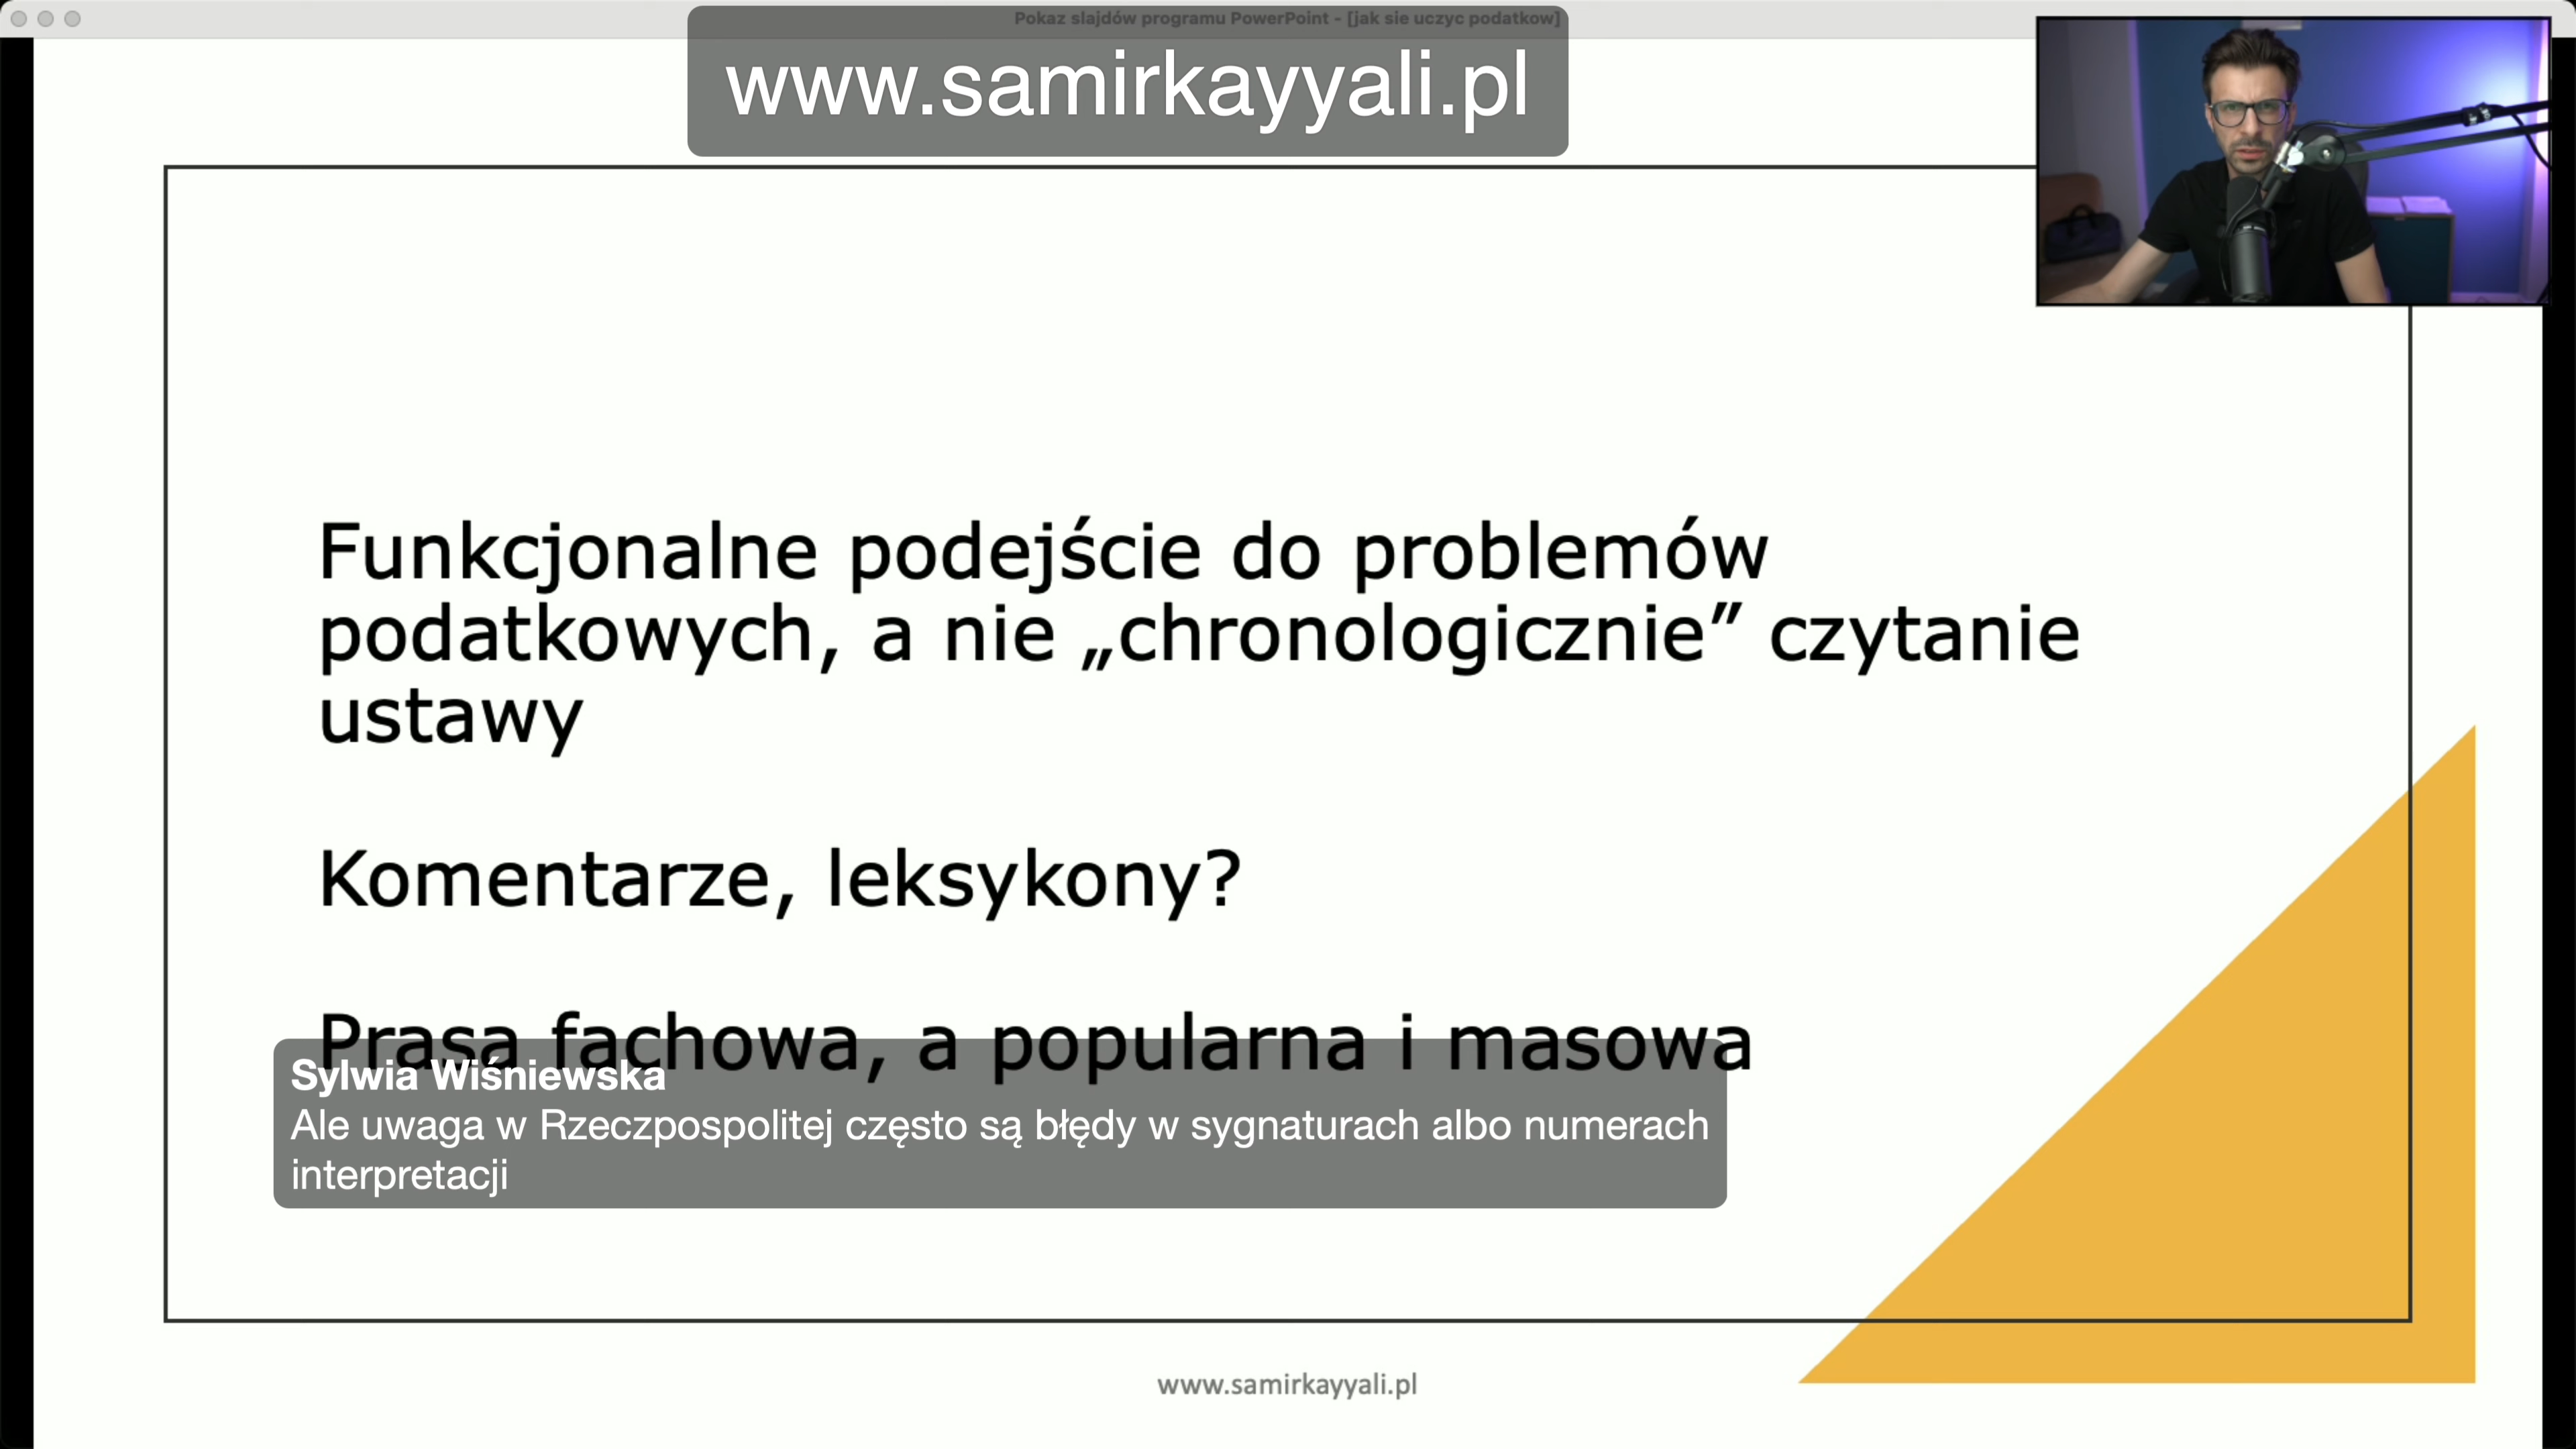 Pokaz slajdów programu PowerPoint - [jak sie uczyc podatkow]
www.samirkayyali.pl
Funkcjonalne podejście do problemów
podatkowych, a nie „chronologicznie” czytanie
ustawy
Komentarze, leksykony?
Prasa fachowa, a popularna i masowa
Sylwia Wiśniewska
Ale uwaga w Rzeczpospolitej często są błędy w sygnaturach albo numerach
interpretacji
www.samirkayyali.pl